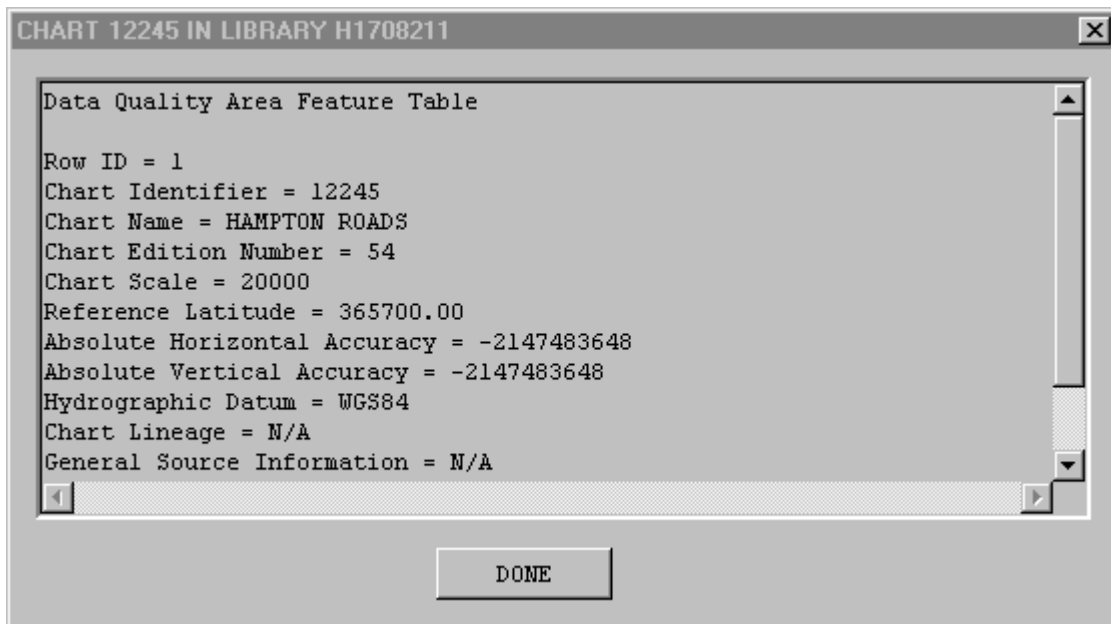 CHART 12245 IN LIBRARY H1708211
Data Quality Area Feature Table
Row ID = 1
Chart Identifier = 12245
Chart Name = HAMPTON ROADS
Chart Edition Number = 54
Chart Scale = 20000
Reference Latitude = 365700.00
Absolute Horizontal Accuracy = -2147483648
Absolute Vertical Accuracy = -2147483648
Hydrographic Datum = WGS84
Chart Lineage = N/A
General Source Information = N/A
DONE